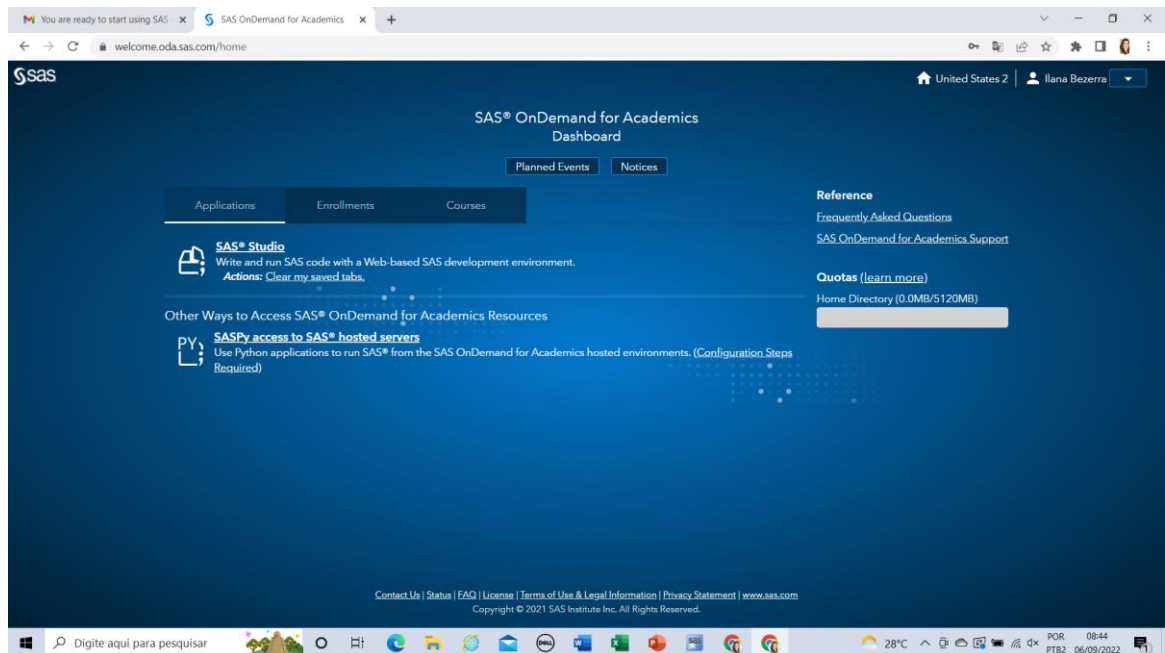 You are ready to start using SAS
SAS OnDemand for Academics
welcome.oda.sas.com/home
sas
United States 2
Ilana Bezerra
SAS® OnDemand for Academics
Dashboard
Planned Events
Notices
Applications
Enrollments
Courses
SAS® Studio
Write and run SAS code with a Web-based SAS development environment.
Actions: Clear my saved tabs.
Other Ways to Access SAS® OnDemand for Academics Resources
PY
SASPy access to SAS® hosted servers
Use Python applications to run SAS® from the SAS OnDemand for Academics hosted environments. (Configuration Steps
Required)
Reference
Frequently Asked Questions
SAS OnDemand for Academics Support
Quotas (learn more)
Home Directory (0.0MB/5120MB)
Contact Us | Status | FAQ | License | Terms of Use & Legal Information | Privacy Statement | www.sas.com
Copyright © 2021 SAS Institute Inc. All Rights Reserved.
Digite aqui para pesquisar
DELL
SAS
28°C
POR
PTB2
08:44
06/09/2022